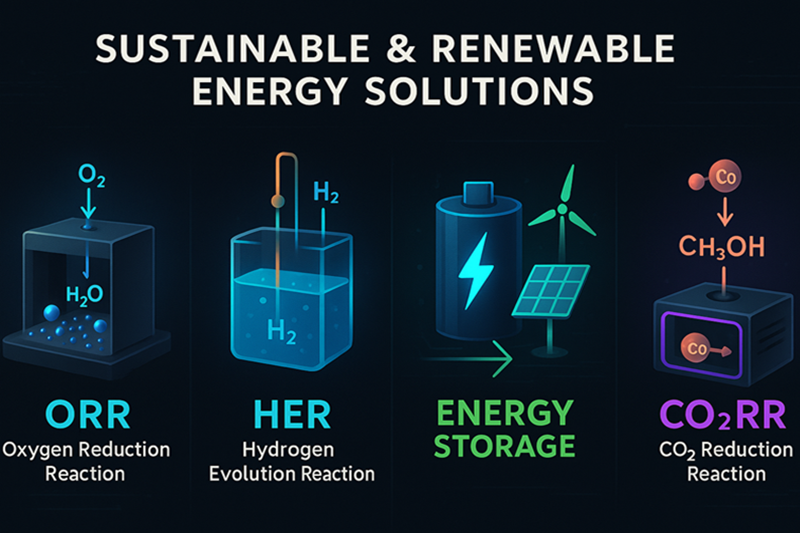 SUSTAINABLE & RENEWABLE
ENERGY SOLUTIONS
O₂
H₂O
ORR
Oxygen Reduction
Reaction
H₂
H₂
HER
Hydrogen
Evolution Reaction
ENERGY
STORAGE
Co
CH₃OH
Co
CO₂RR
CO₂ Reduction
Reaction